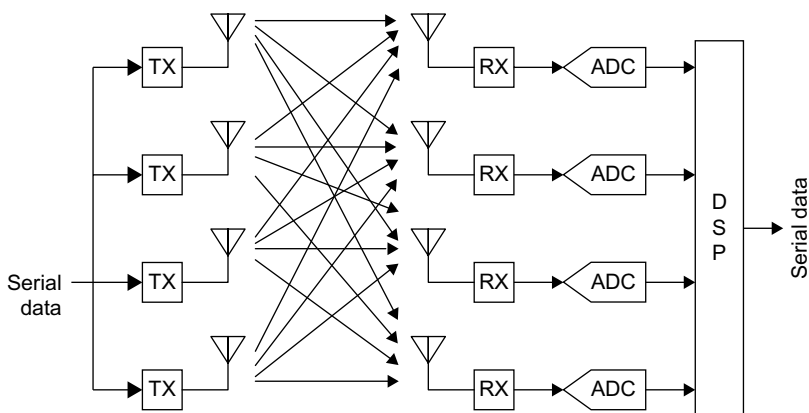 TX
RX
ADC
TX
RX
ADC
TX
RX
ADC
TX
RX
ADC
Serial
data
D
S
P
Serial data